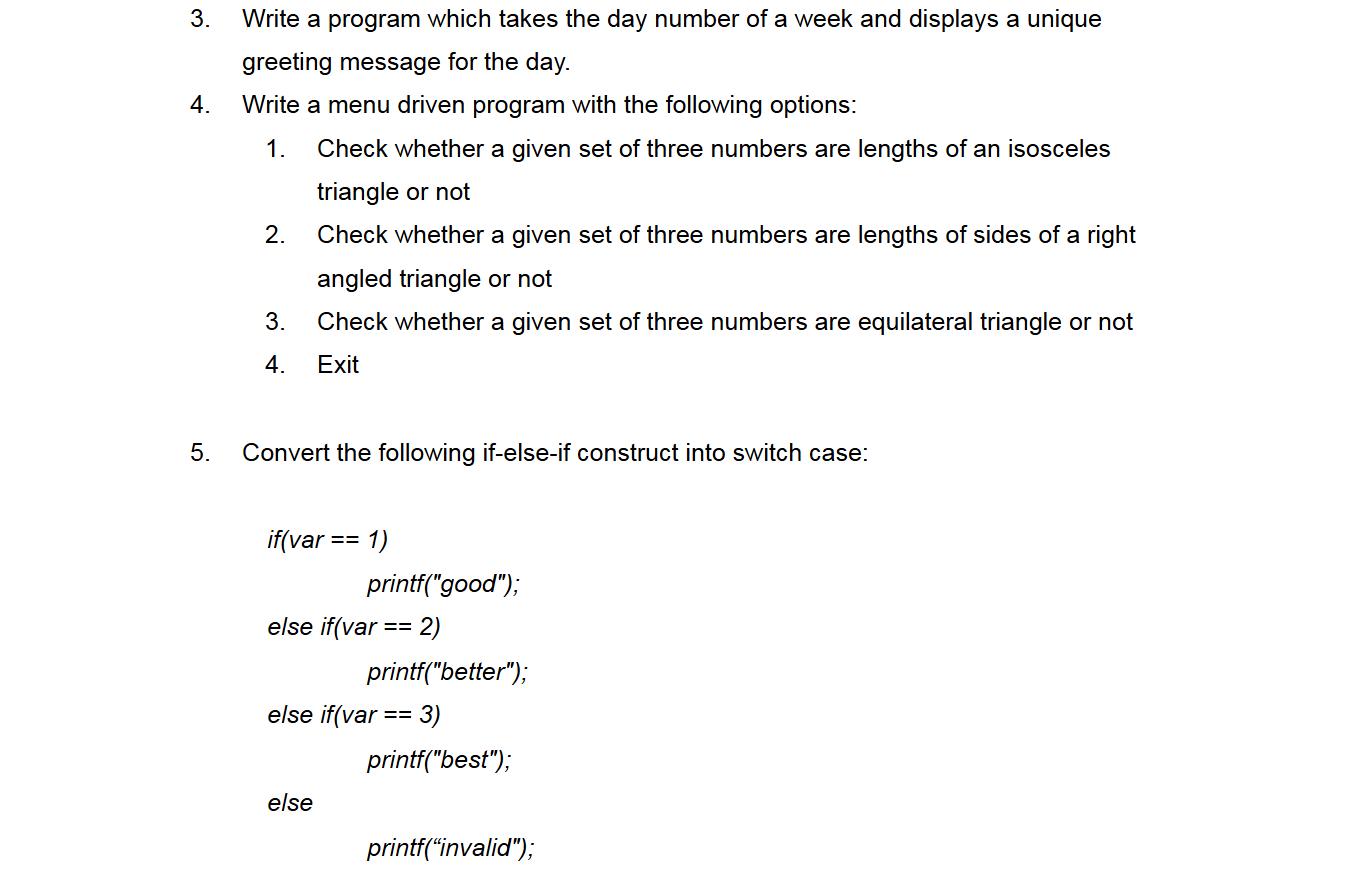 3. Write a program which takes the day number of a week and displays a unique
greeting message for the day.
4. Write a menu driven program with the following options:
1. Check whether a given set of three numbers are lengths of an isosceles
triangle or not
2. Check whether a given set of three numbers are lengths of sides of a right
angled triangle or not
3. Check whether a given set of three numbers are equilateral triangle or not
4. Exit
5. Convert the following if-else-if construct into switch case:
if(var == 1)
printf("good");
else if(var == 2)
printf("better");
else if(var == 3)
printf("best");
else
printf(“invalid");